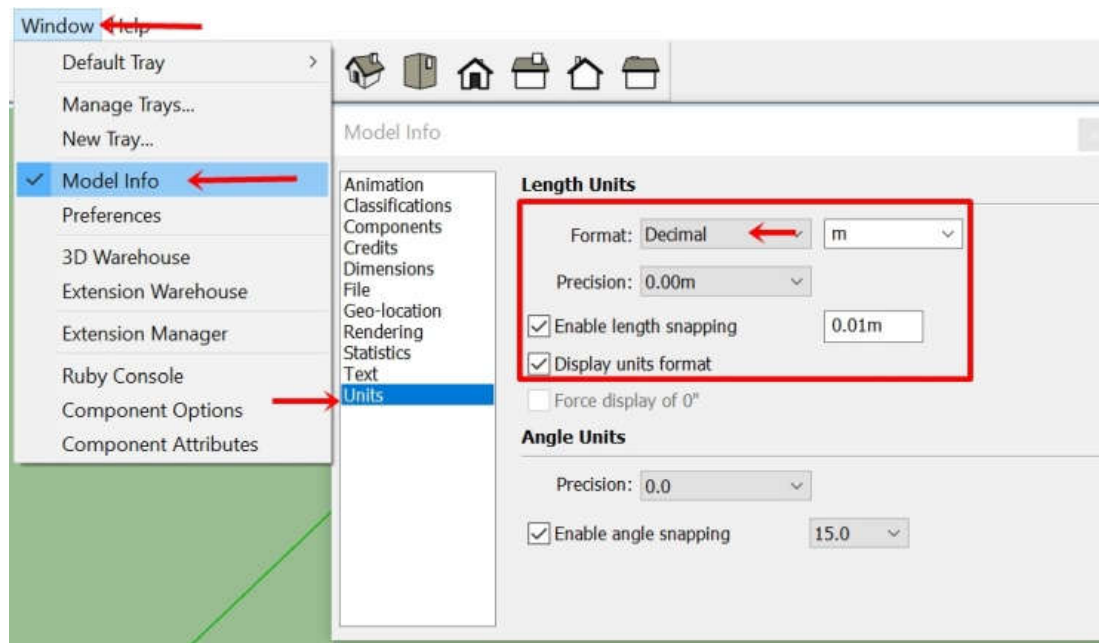 Window Help
Default Tray
Manage Trays...
New Tray...
Model Info
Preferences
3D Warehouse
Extension Warehouse
Extension Manager
Ruby Console
Component Options
Component Attributes
Model Info
Animation
Classifications
Components
Credits
Dimensions
File
Geo-location
Rendering
Statistics
Text
Units
Length Units
Format: Decimal m
Precision: 0.00m
Enable length snapping 0.01m
Display units format
Force display of 0"
Angle Units
Precision: 0.0
Enable angle snapping 15.0